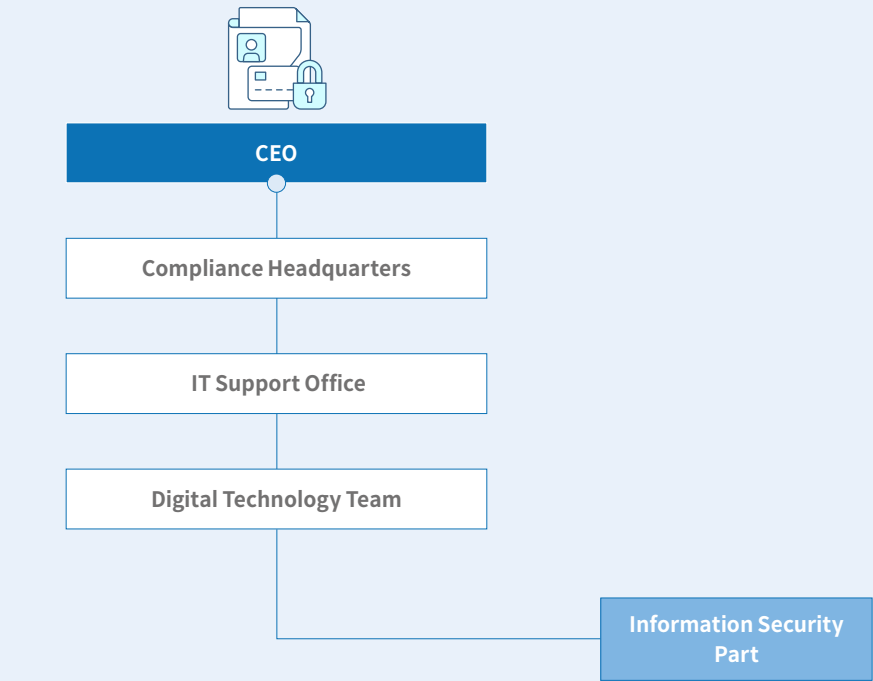 CEO
Compliance Headquarters
IT Support Office
Digital Technology Team
Information Security
Part